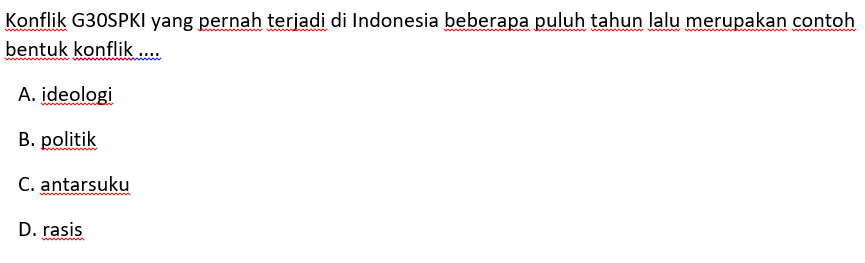 Konflik G30SPKI yang pernah terjadi di Indonesia beberapa puluh tahun lalu merupakan contoh
bentuk konflik ....
A. ideologi
B. politik
C. antarsuku
D. rasis